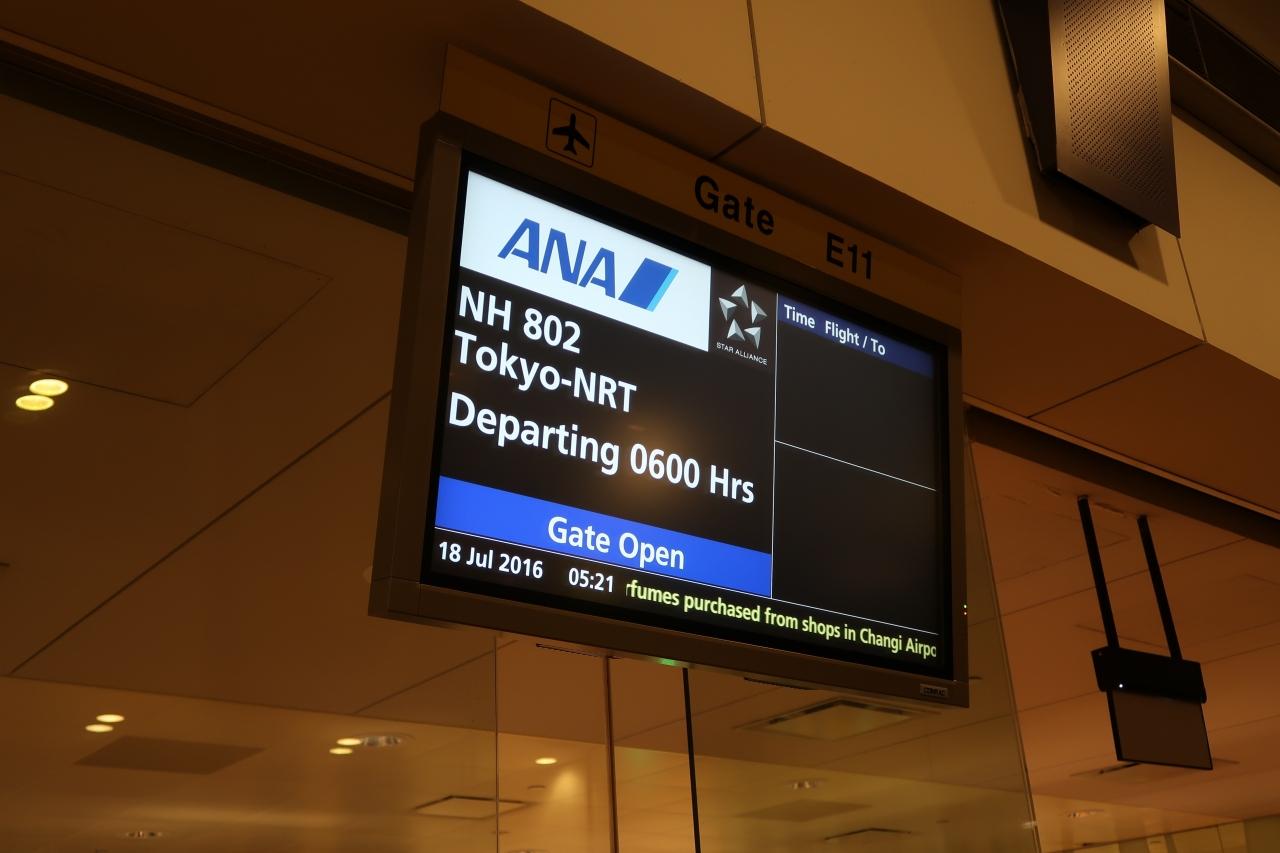 Gate E11
ANA
STAR ALLIANCE
NH 802
Tokyo-NRT
Departing 0600 Hrs
Gate Open
Time Flight / To
18 Jul 2016 05:21 rfumes purchased from shops in Changi Airpo